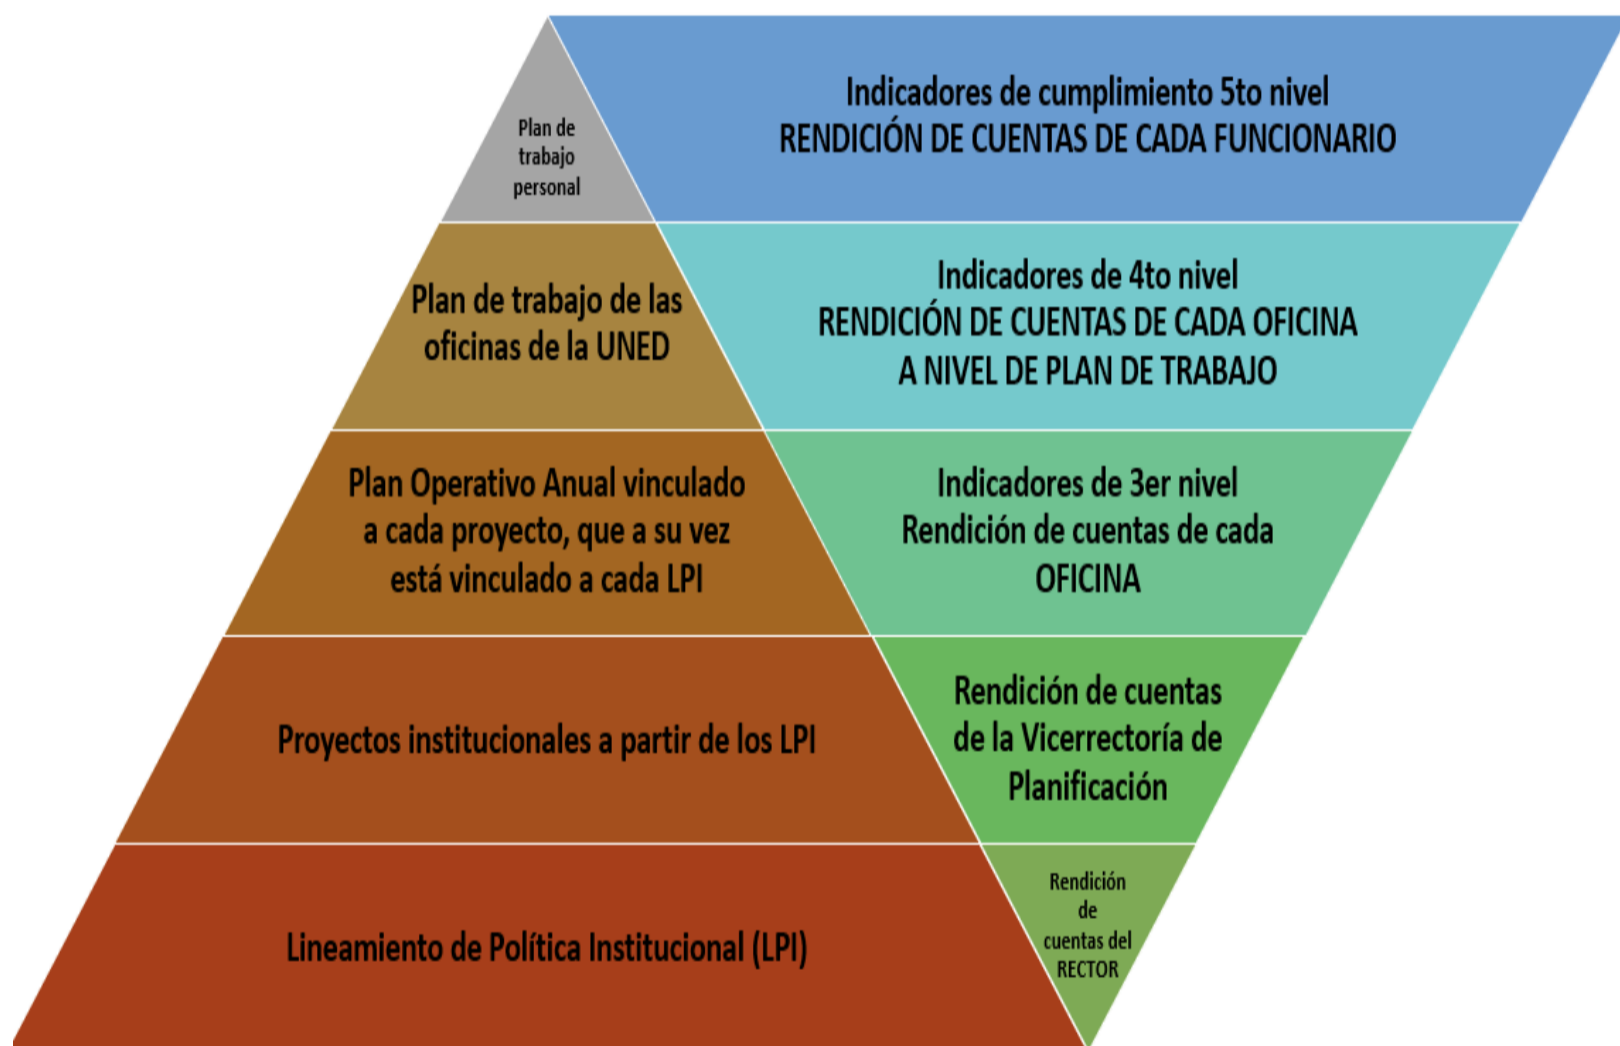 Plan de
trabajo
personal
Indicadores de cumplimiento 5to nivel
RENDICIÓN DE CUENTAS DE CADA FUNCIONARIO
Plan de trabajo de las
oficinas de la UNED
Indicadores de 4to nivel
RENDICIÓN DE CUENTAS DE CADA OFICINA
A NIVEL DE PLAN DE TRABAJO
Plan Operativo Anual vinculado
a cada proyecto, que a su vez
está vinculado a cada LPI
Indicadores de 3er nivel
Rendición de cuentas de cada
OFICINA
Proyectos institucionales a partir de los LPI
Rendición de cuentas
de la Vicerrectoría de
Planificación
Lineamiento de Política Institucional (LPI)
Rendición
de
cuentas del
RECTOR